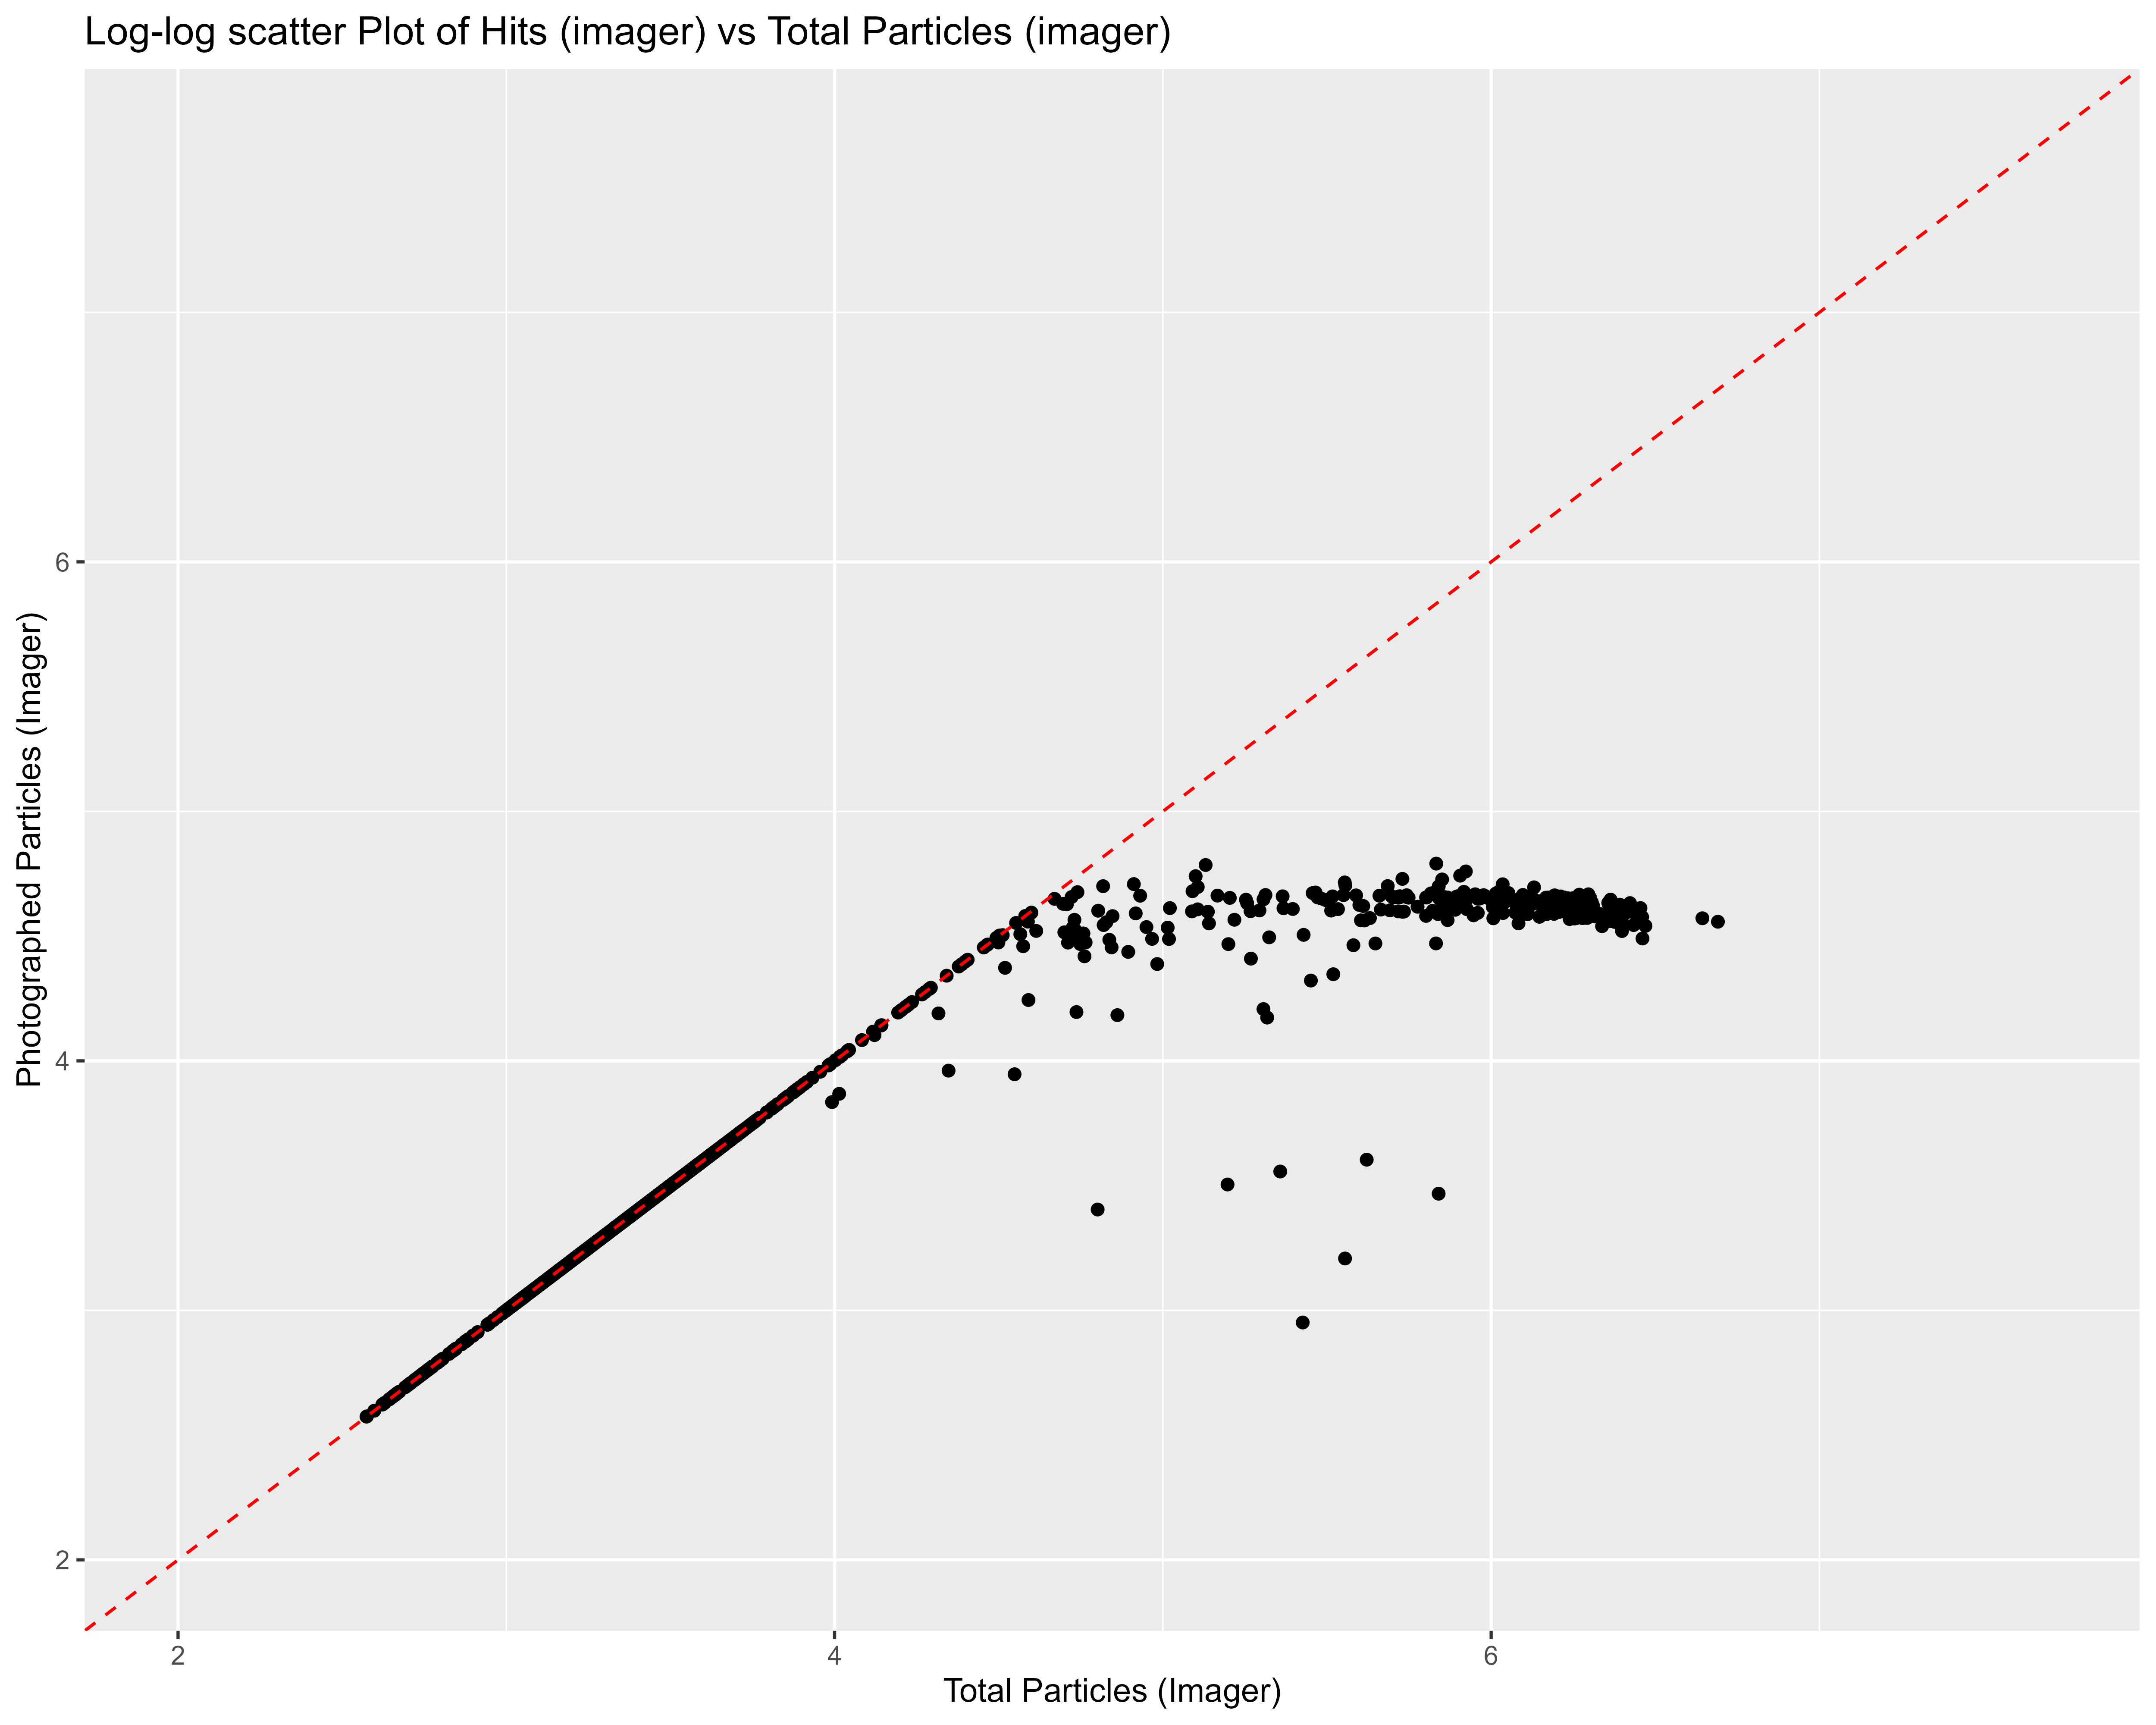 Log-log scatter Plot of Hits (imager) vs Total Particles (imager)
Photographed Particles (Imager)
6
4
2
2
4
6
Total Particles (Imager)